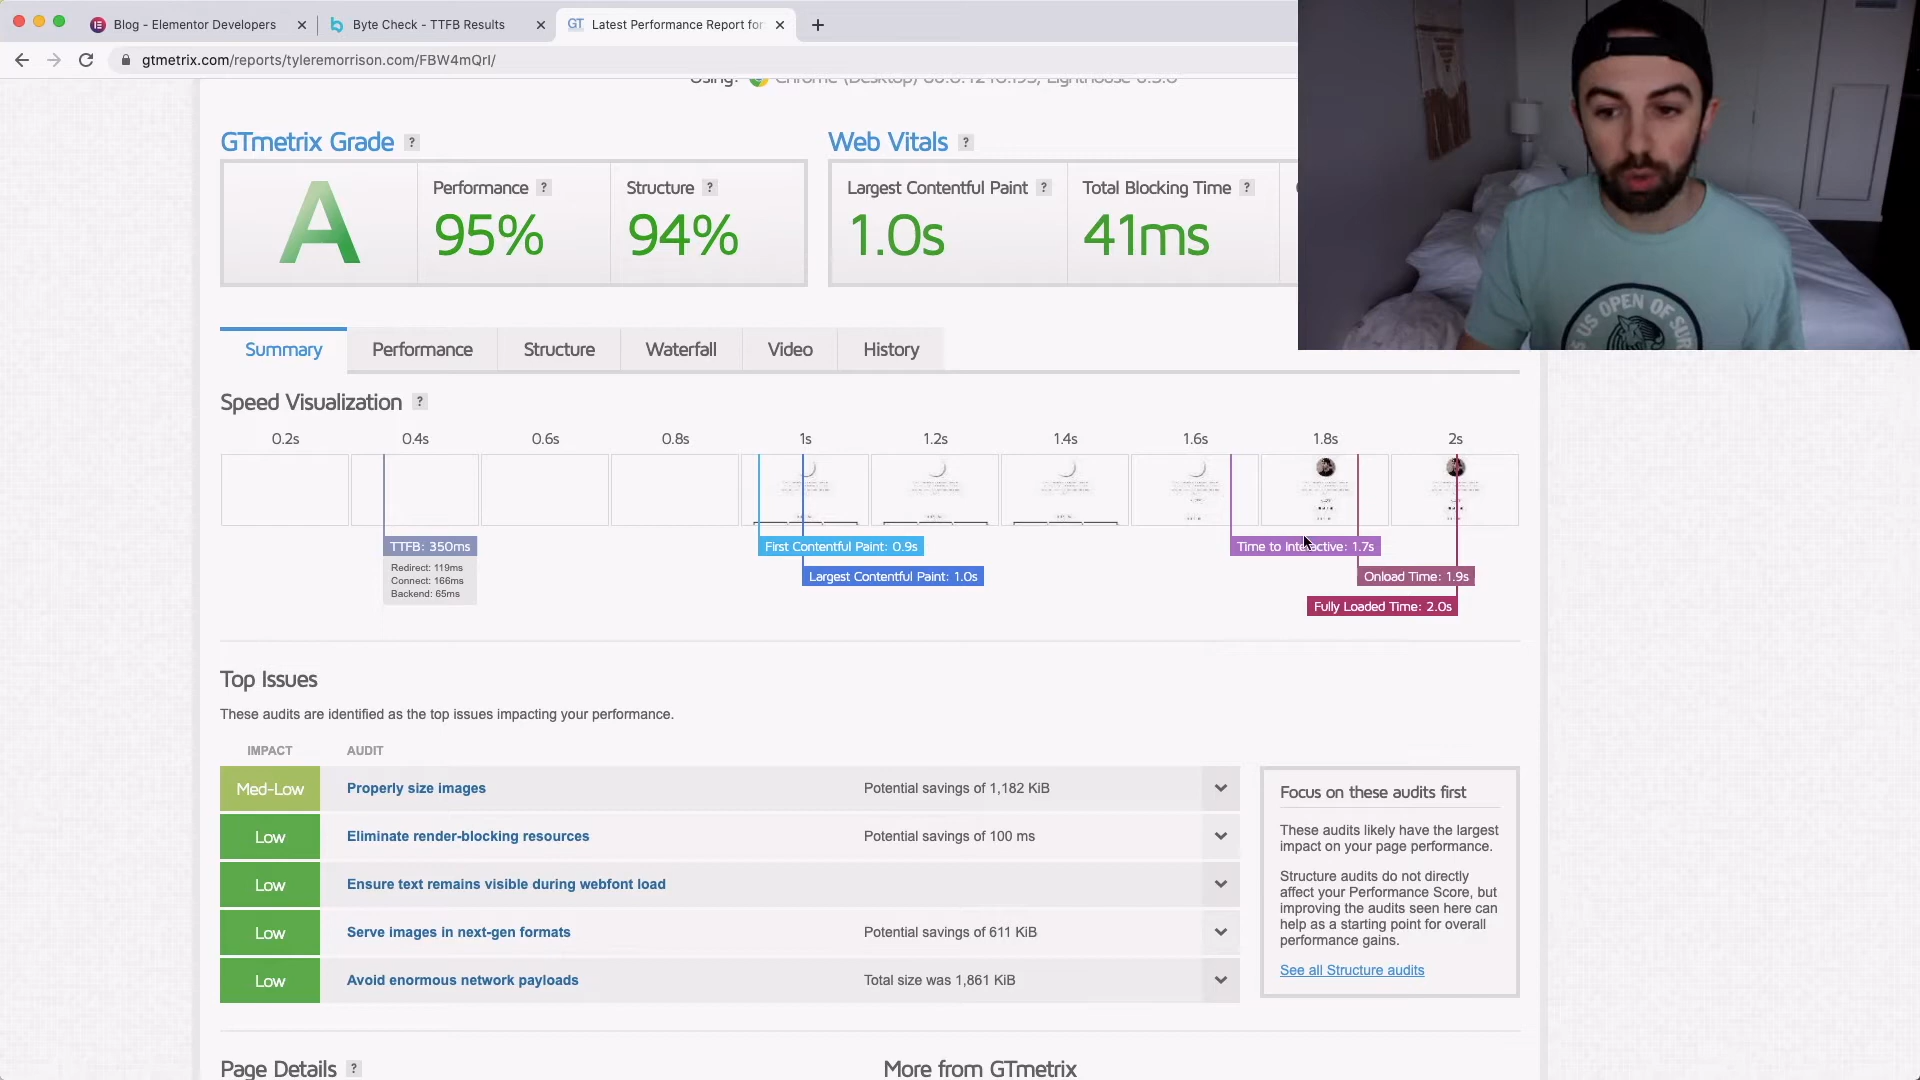 Blog - Elementor Developers
Byte Check - TTFB Results
GT Latest Performance Report for
gtmetrix.com/reports/tyleremorrison.com/FBW4mQrI/
GTmetrix Grade ?
Web Vitals ?
A
Performance ?
95%
Structure ?
94%
Largest Contentful Paint ?
1.0s
Total Blocking Time ?
41ms
US OPEN OF SUR
Summary
Performance
Structure
Waterfall
Video
History
Speed Visualization ?
0.2s 0.4s 0.6s 0.8s 1s 1.2s 1.4s 1.6s 1.8s 2s
TTFB: 350ms
Redirect: 119ms
Connect: 166ms
Backend: 65ms
First Contentful Paint: 0.9s
Largest Contentful Paint: 1.0s
Time to Interactive: 1.7s
Onload Time: 1.9s
Fully Loaded Time: 2.0s
Top Issues
These audits are identified as the top issues impacting your performance.
IMPACT AUDIT
Med-Low Properly size images Potential savings of 1,182 KiB
Low Eliminate render-blocking resources Potential savings of 100 ms
Low Ensure text remains visible during webfont load
Low Serve images in next-gen formats Potential savings of 611 KiB
Low Avoid enormous network payloads Total size was 1,861 KiB
Focus on these audits first
These audits likely have the largest
impact on your page performance.
Structure audits do not directly
affect your Performance Score, but
improving the audits seen here can
help as a starting point for overall
performance gains.
See all Structure audits
Page Details ?
More from GTmetrix